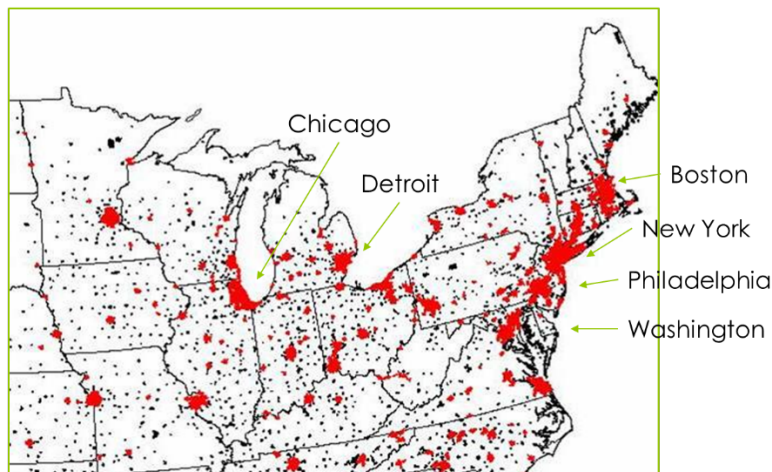 Chicago
Detroit
Boston
New York
Philadelphia
Washington